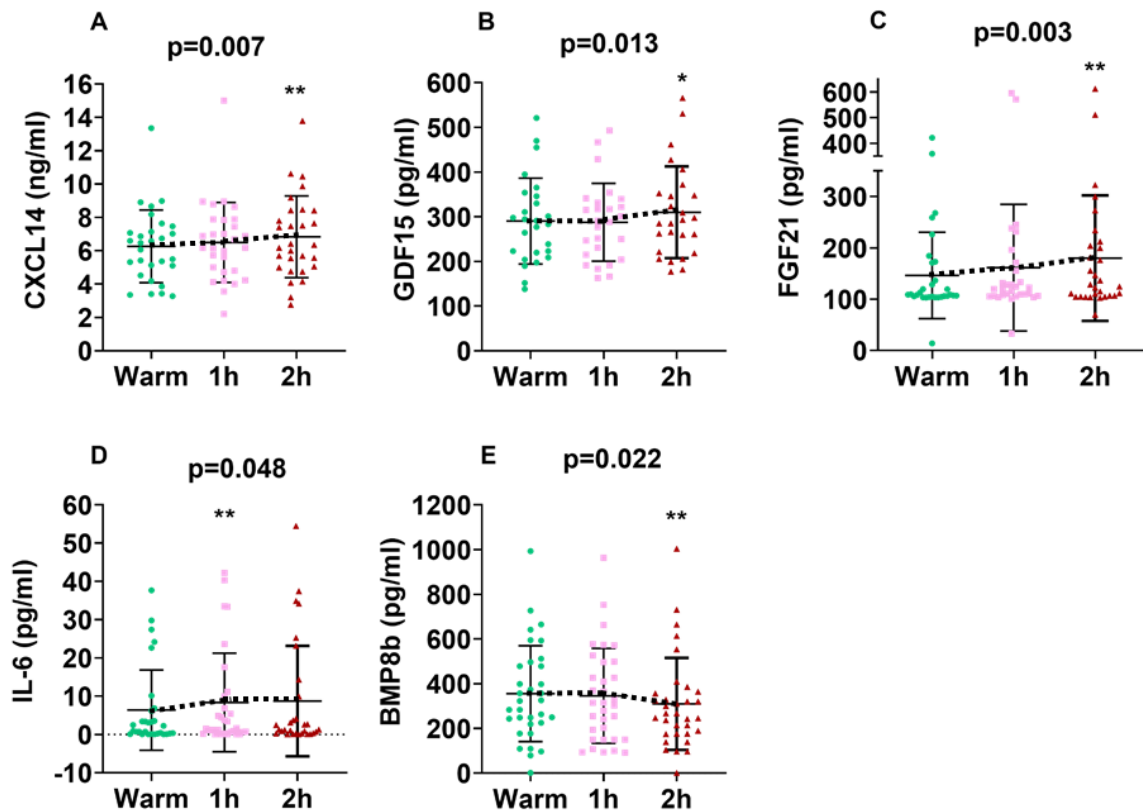 A
p=0.007
**
CXCL14 (ng/ml)
16
14
12
10
8
6
4
2
0
Warm 1h 2h
B
p=0.013
*
GDF15 (pg/ml)
600
500
400
300
200
100
0
Warm 1h 2h
C
p=0.003
**
FGF21 (pg/ml)
600
500
400
300
200
100
0
Warm 1h 2h
D
p=0.048
**
IL-6 (pg/ml)
60
50
40
30
20
10
0
-10
Warm 1h 2h
E
p=0.022
**
BMP8b (pg/ml)
1200
1000
800
600
400
200
0
Warm 1h 2h